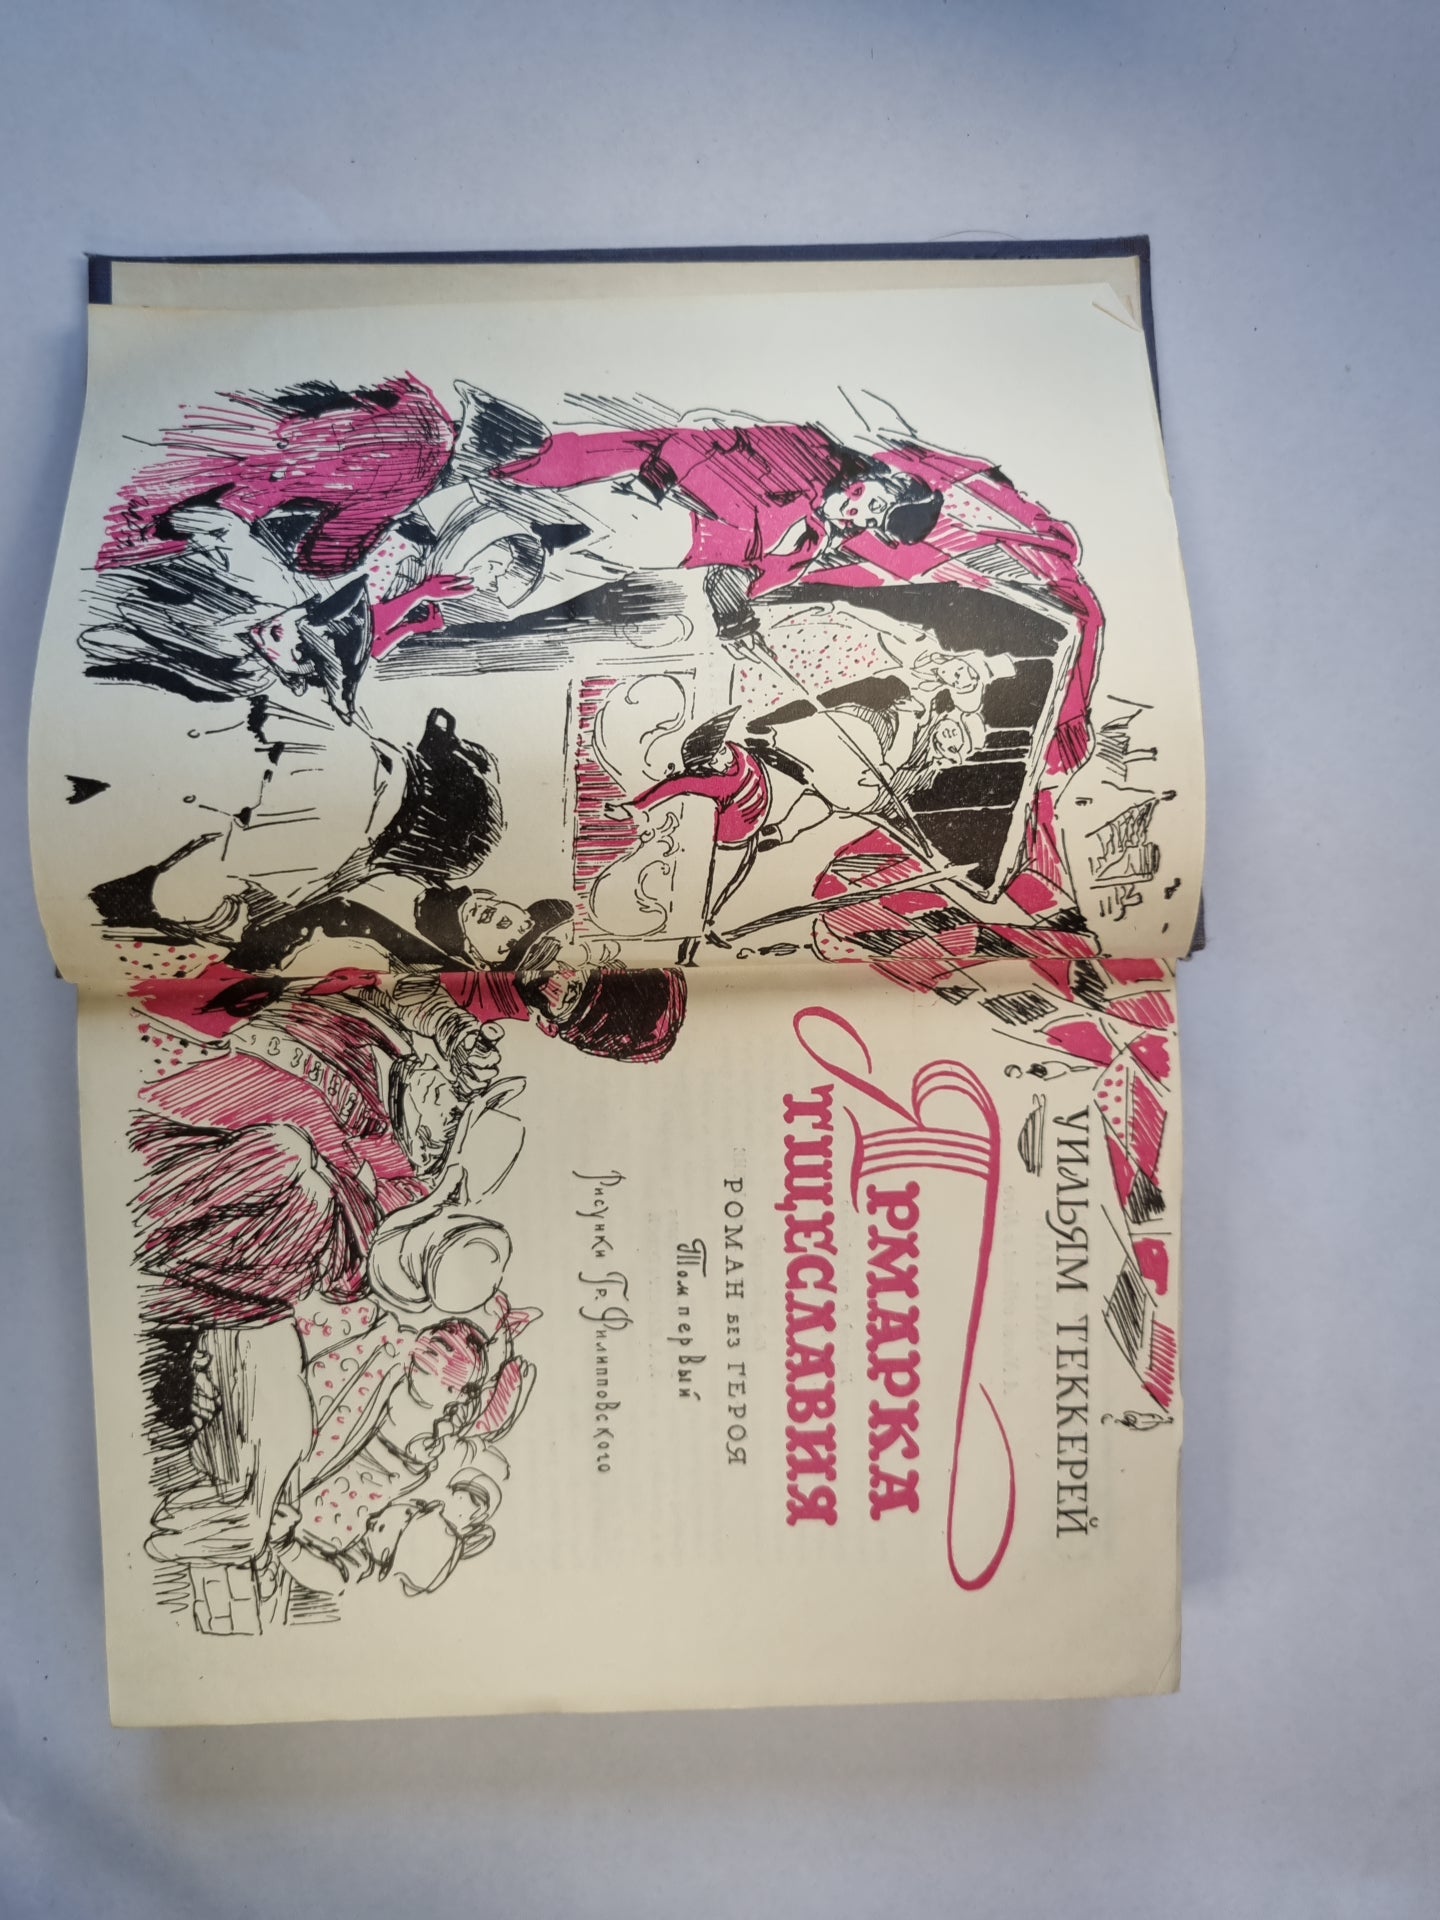 УИЛЬЯМ ТЕККЕРЕЙ
ЯРМАРКА
ТЩЕСЛАВИЯ
РОМАН БЕЗ ГЕРОЯ
Том первый
Рисунки Гр. Филипповского